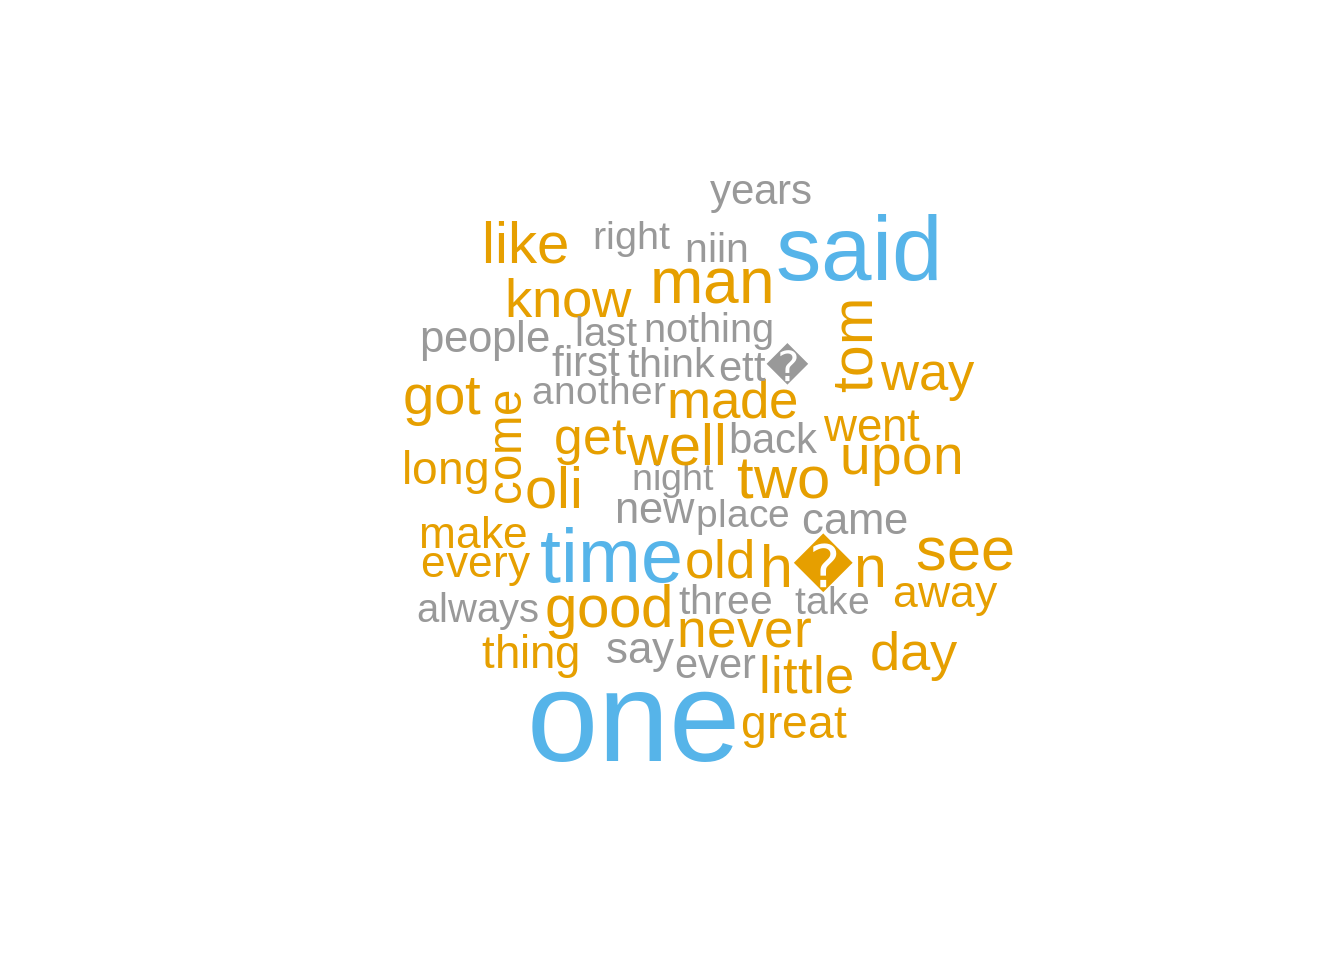 years
like
right
niin
said
man
know
people
last
nothing
tom
first
think
ett�
way
got
another
made
come
get
well
back
went
upon
long
oli
night
two
new
place
came
make
every
time
old
h�n
see
away
always
good
three
take
never
thing
say
ever
little
day
one
great